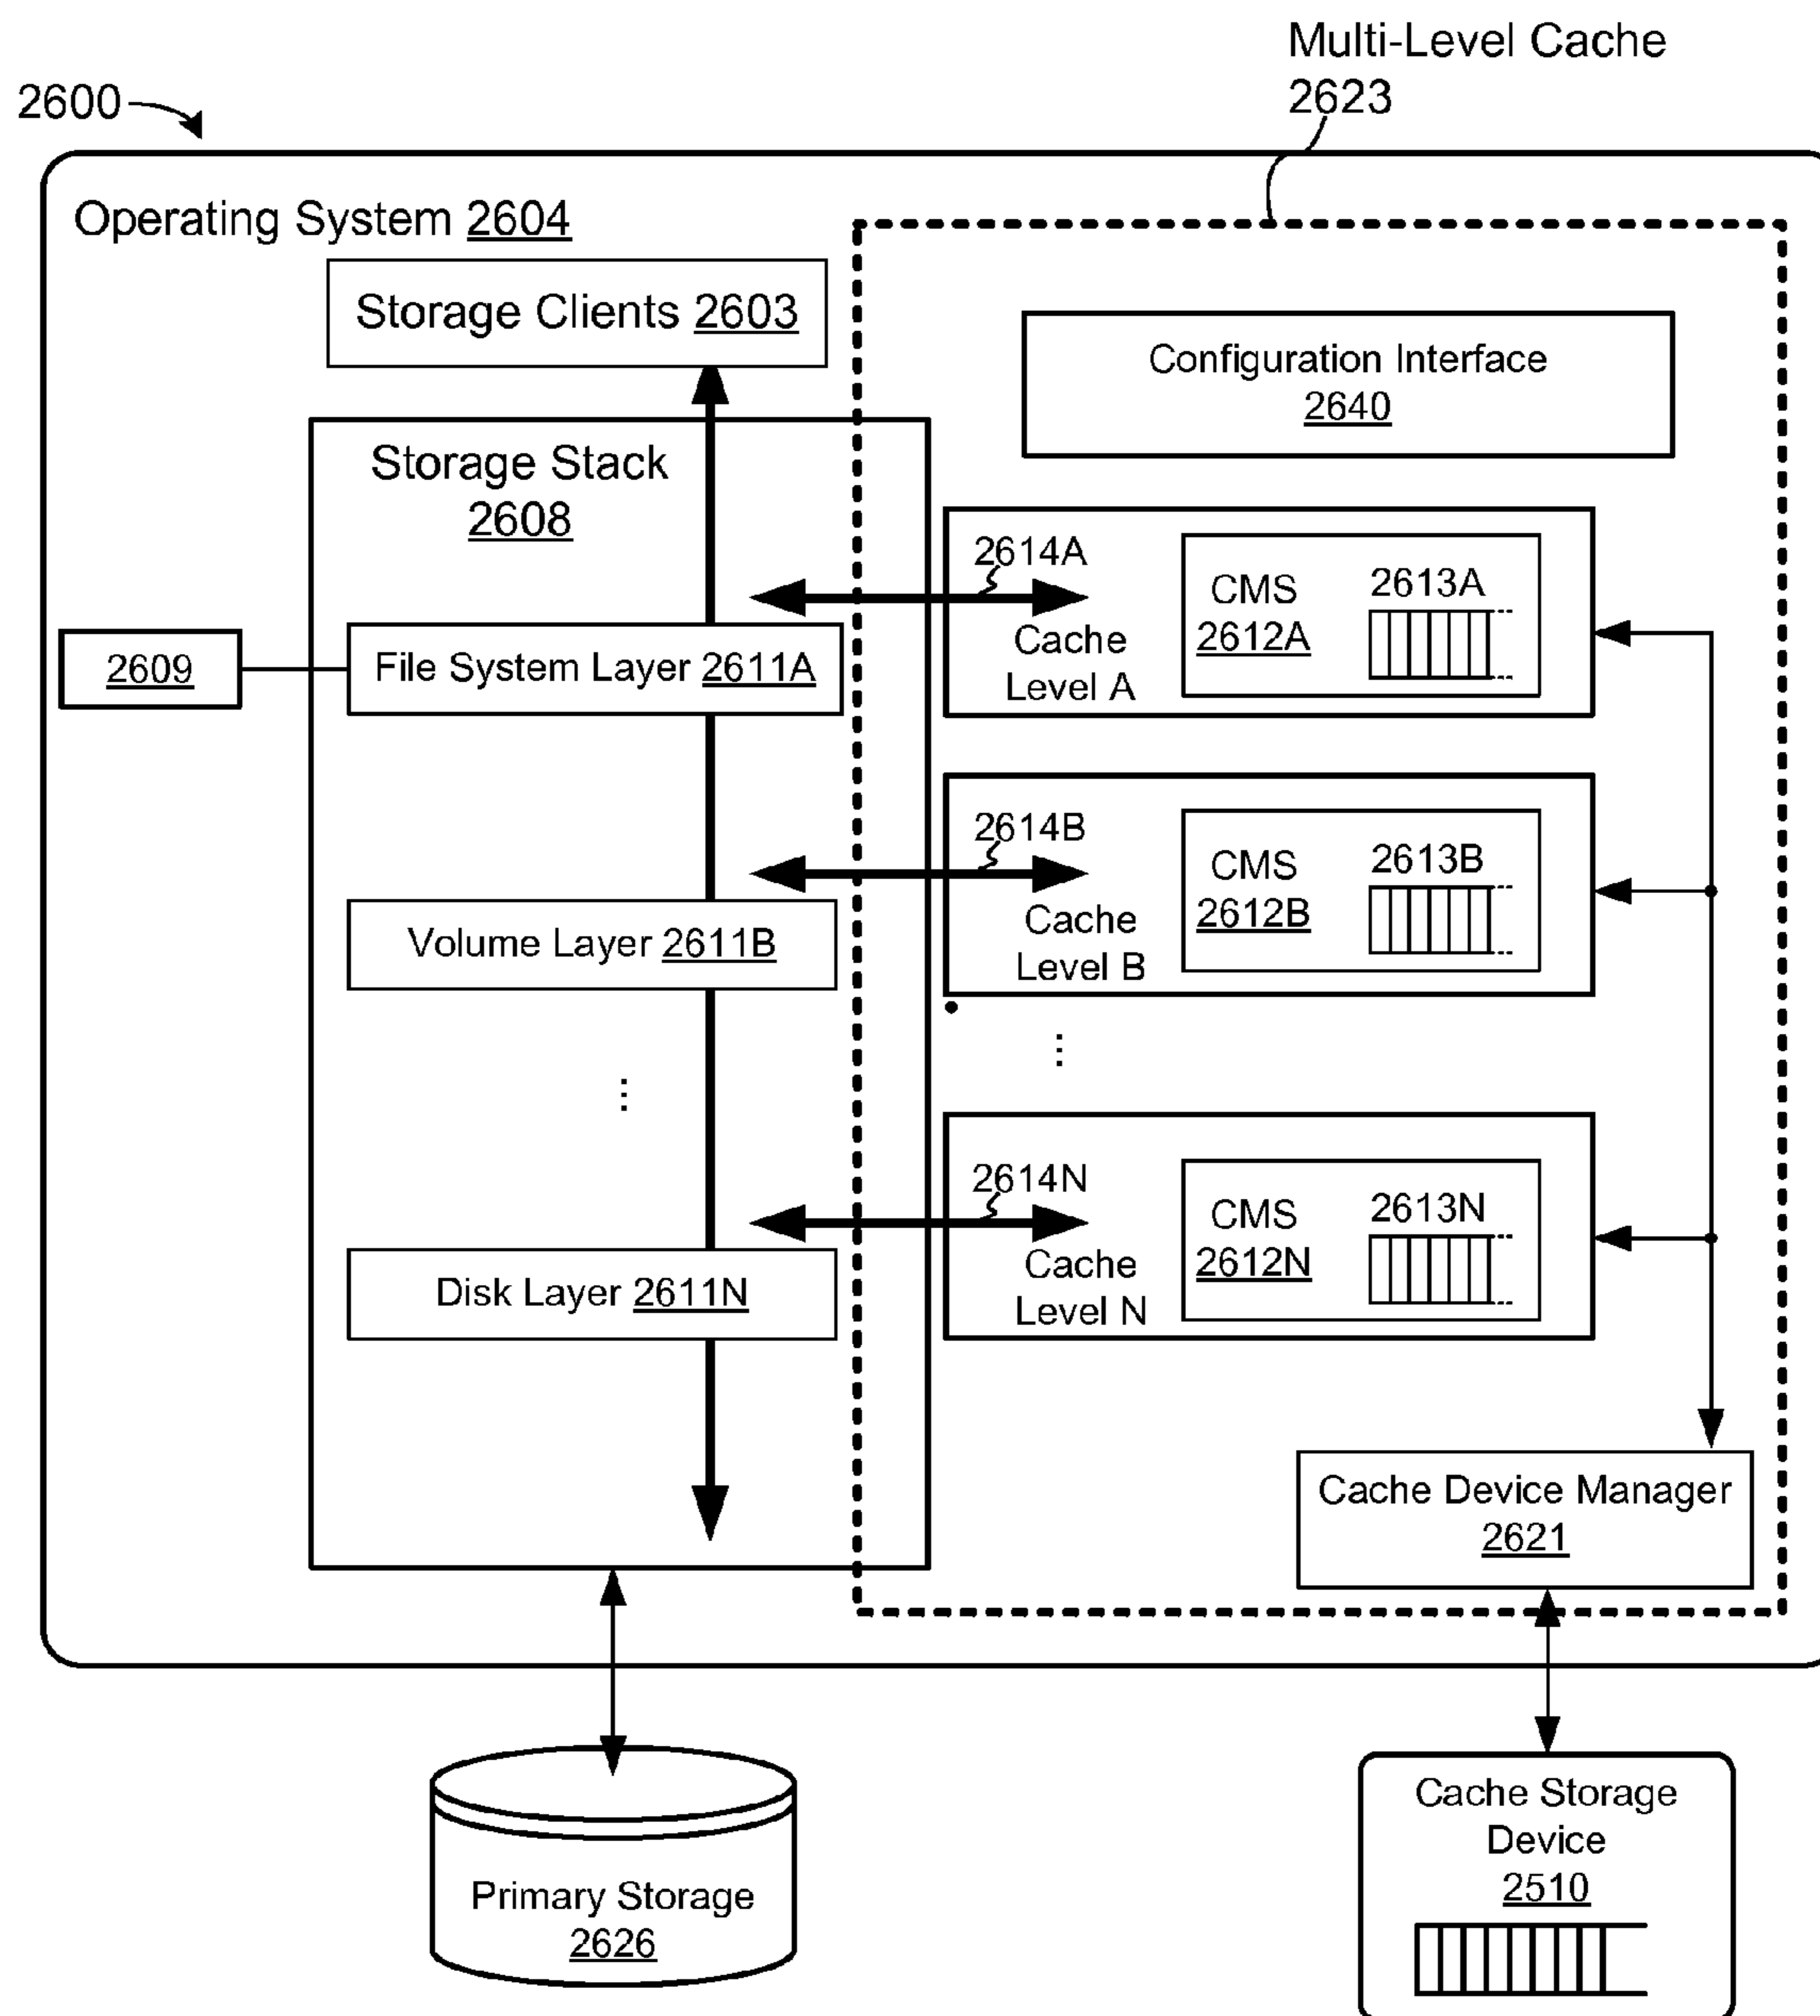 Multi-Level Cache
2623
2600
Operating System 2604
Storage Clients 2603
Configuration Interface
2640
Storage Stack
2608
2614A
Cache
Level A
CMS
2612A
2613A
2609
File System Layer 2611A
2614B
Cache
Level B
CMS
2612B
2613B
Volume Layer 2611B
2614N
Cache
Level N
CMS
2612N
2613N
Disk Layer 2611N
Cache Device Manager
2621
Primary Storage
2626
Cache Storage
Device
2510